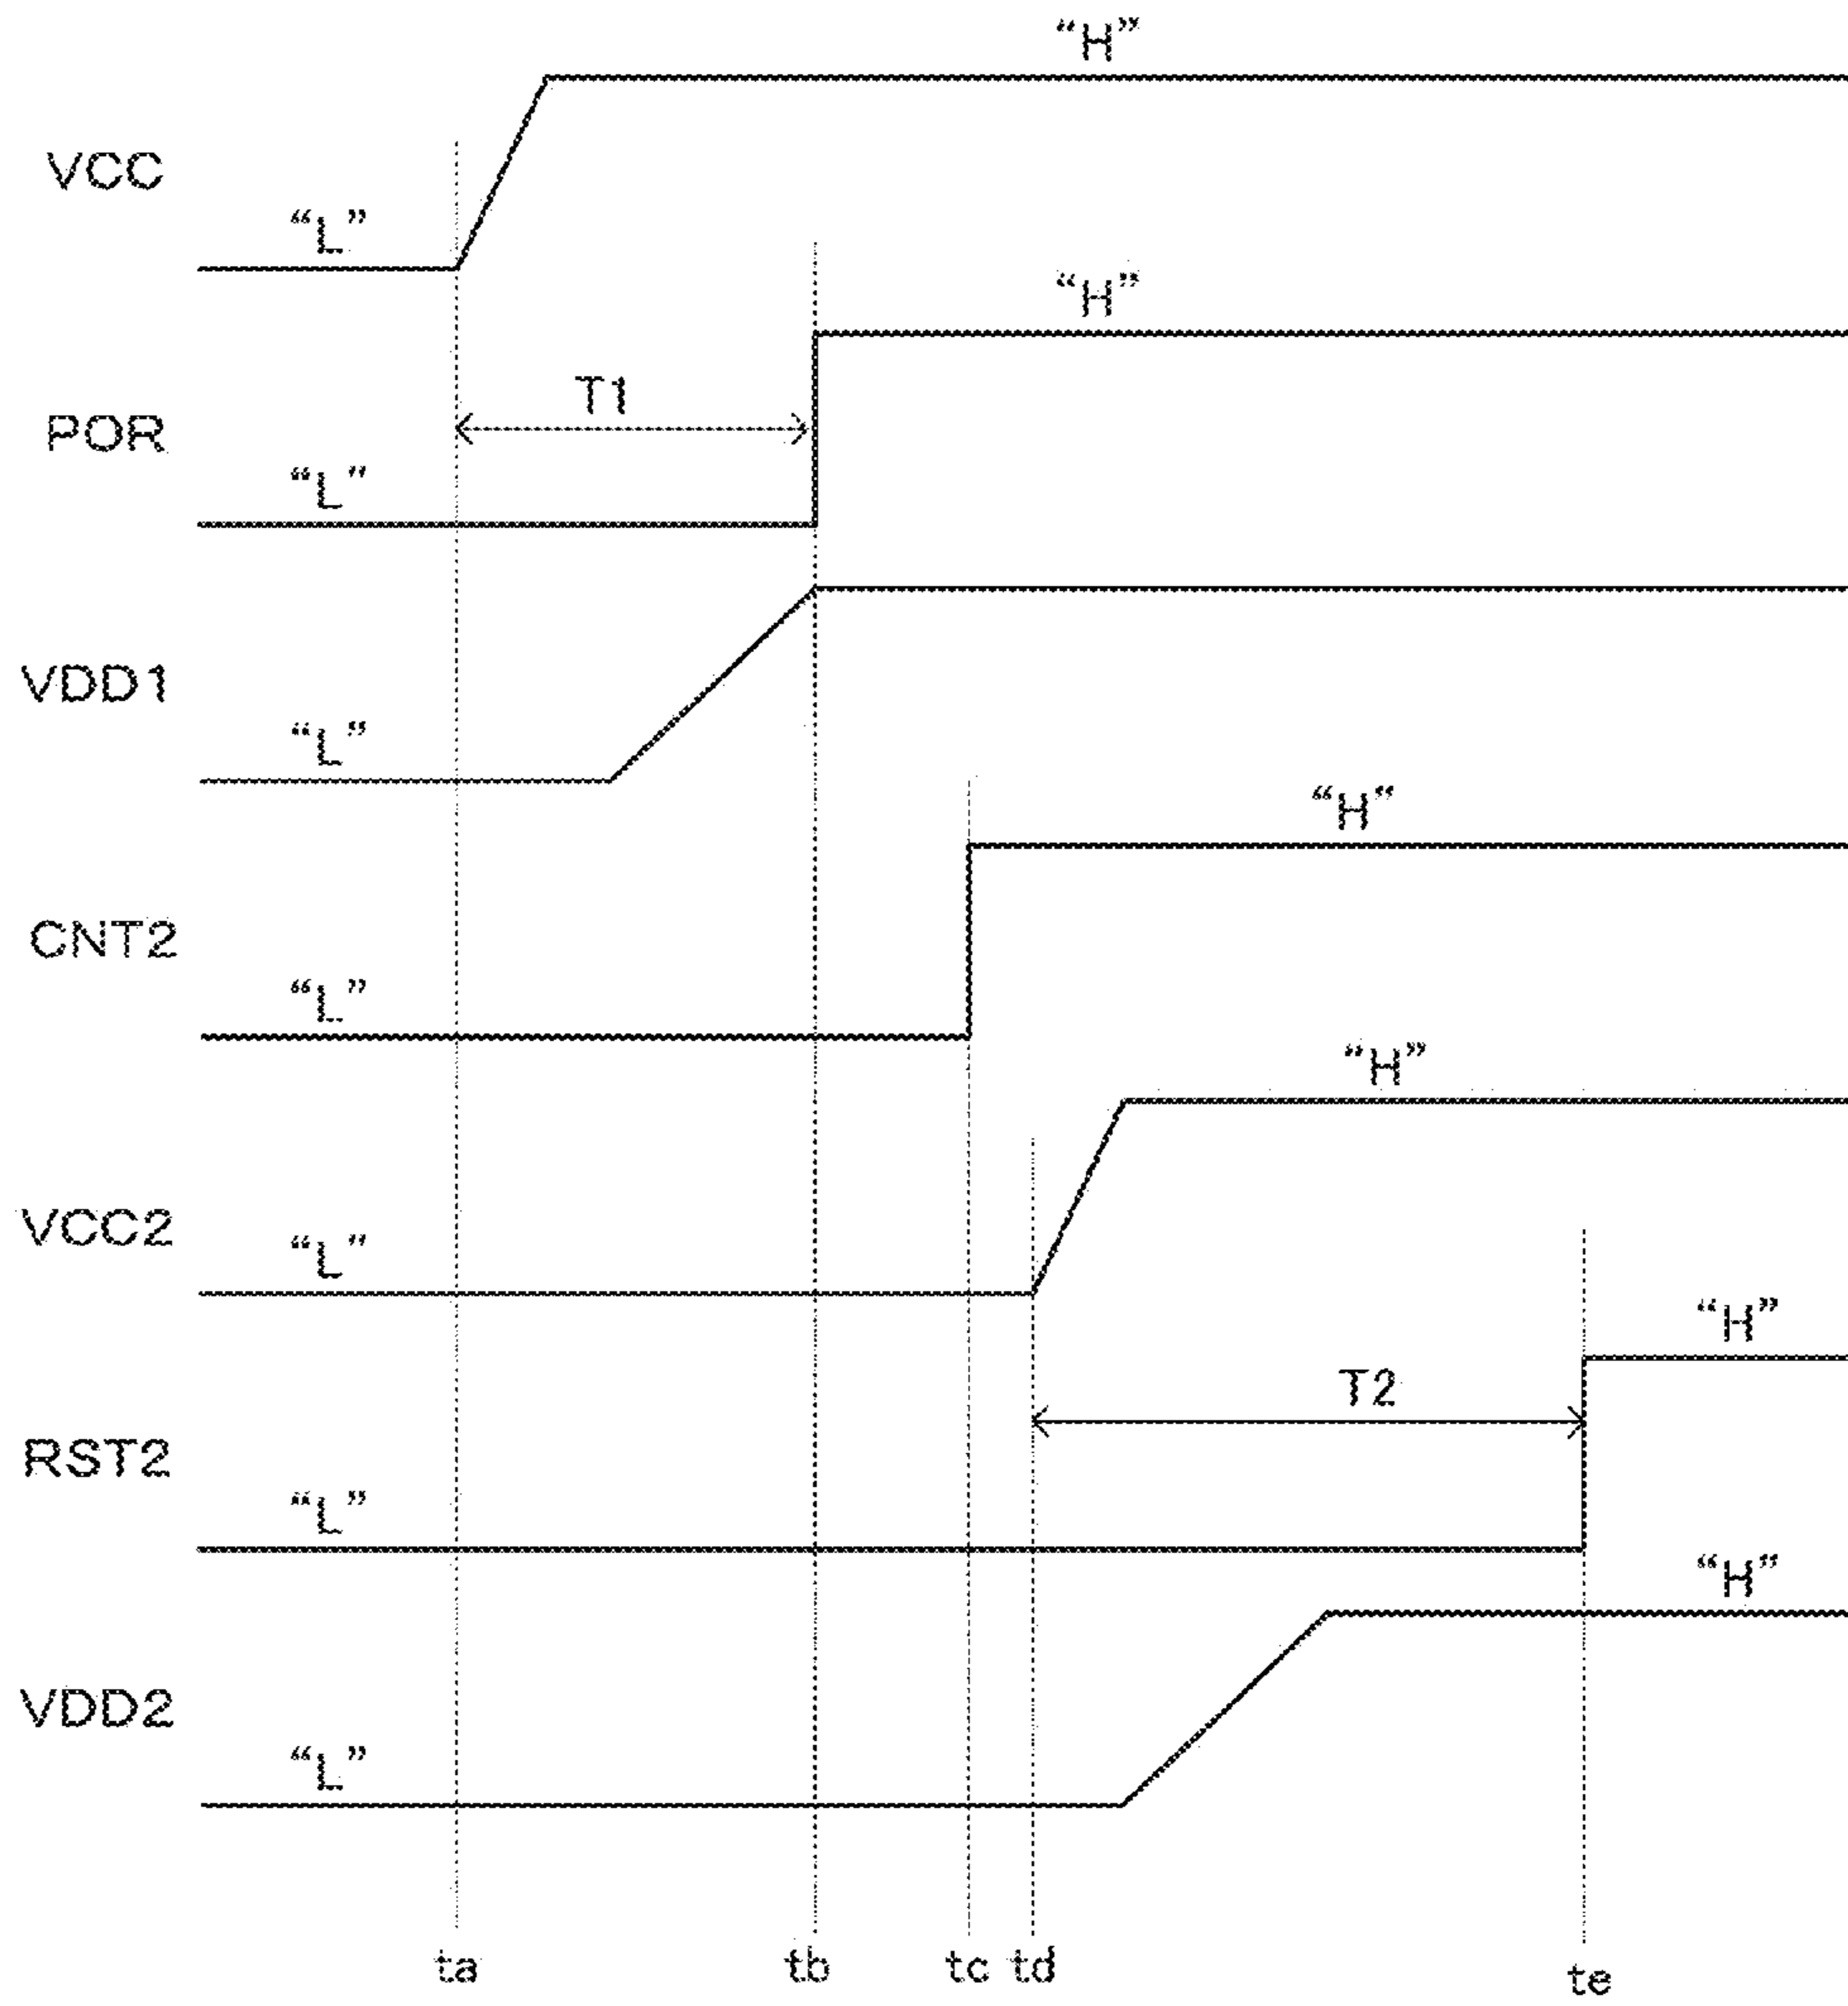 “H”
VCC
“L”
“H”
T1
POR
“L”
VDD1
“L”
“H”
CNT2
“L”
“H”
VCC2
“L”
“H”
T2
RST2
“L”
“H”
VDD2
“L”
ta tb tc td te